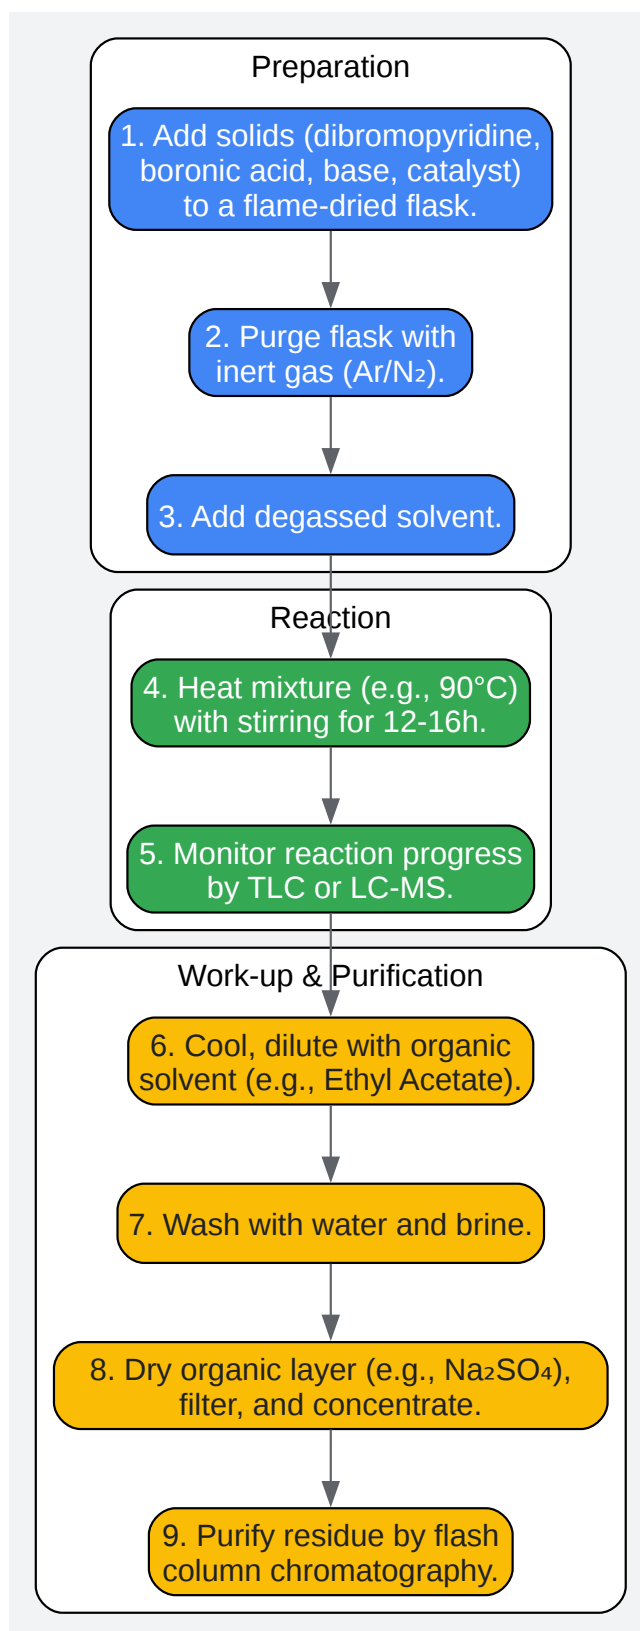 Preparation
1. Add solids (dibromopyridine,
boronic acid, base, catalyst)
to a flame-dried flask.
2. Purge flask with
inert gas (Ar/N₂).
3. Add degassed solvent.
Reaction
4. Heat mixture (e.g., 90°C)
with stirring for 12-16h.
5. Monitor reaction progress
by TLC or LC-MS.
Work-up & Purification
6. Cool, dilute with organic
solvent (e.g., Ethyl Acetate).
7. Wash with water and brine.
8. Dry organic layer (e.g., Na₂SO₄),
filter, and concentrate.
9. Purify residue by flash
column chromatography.